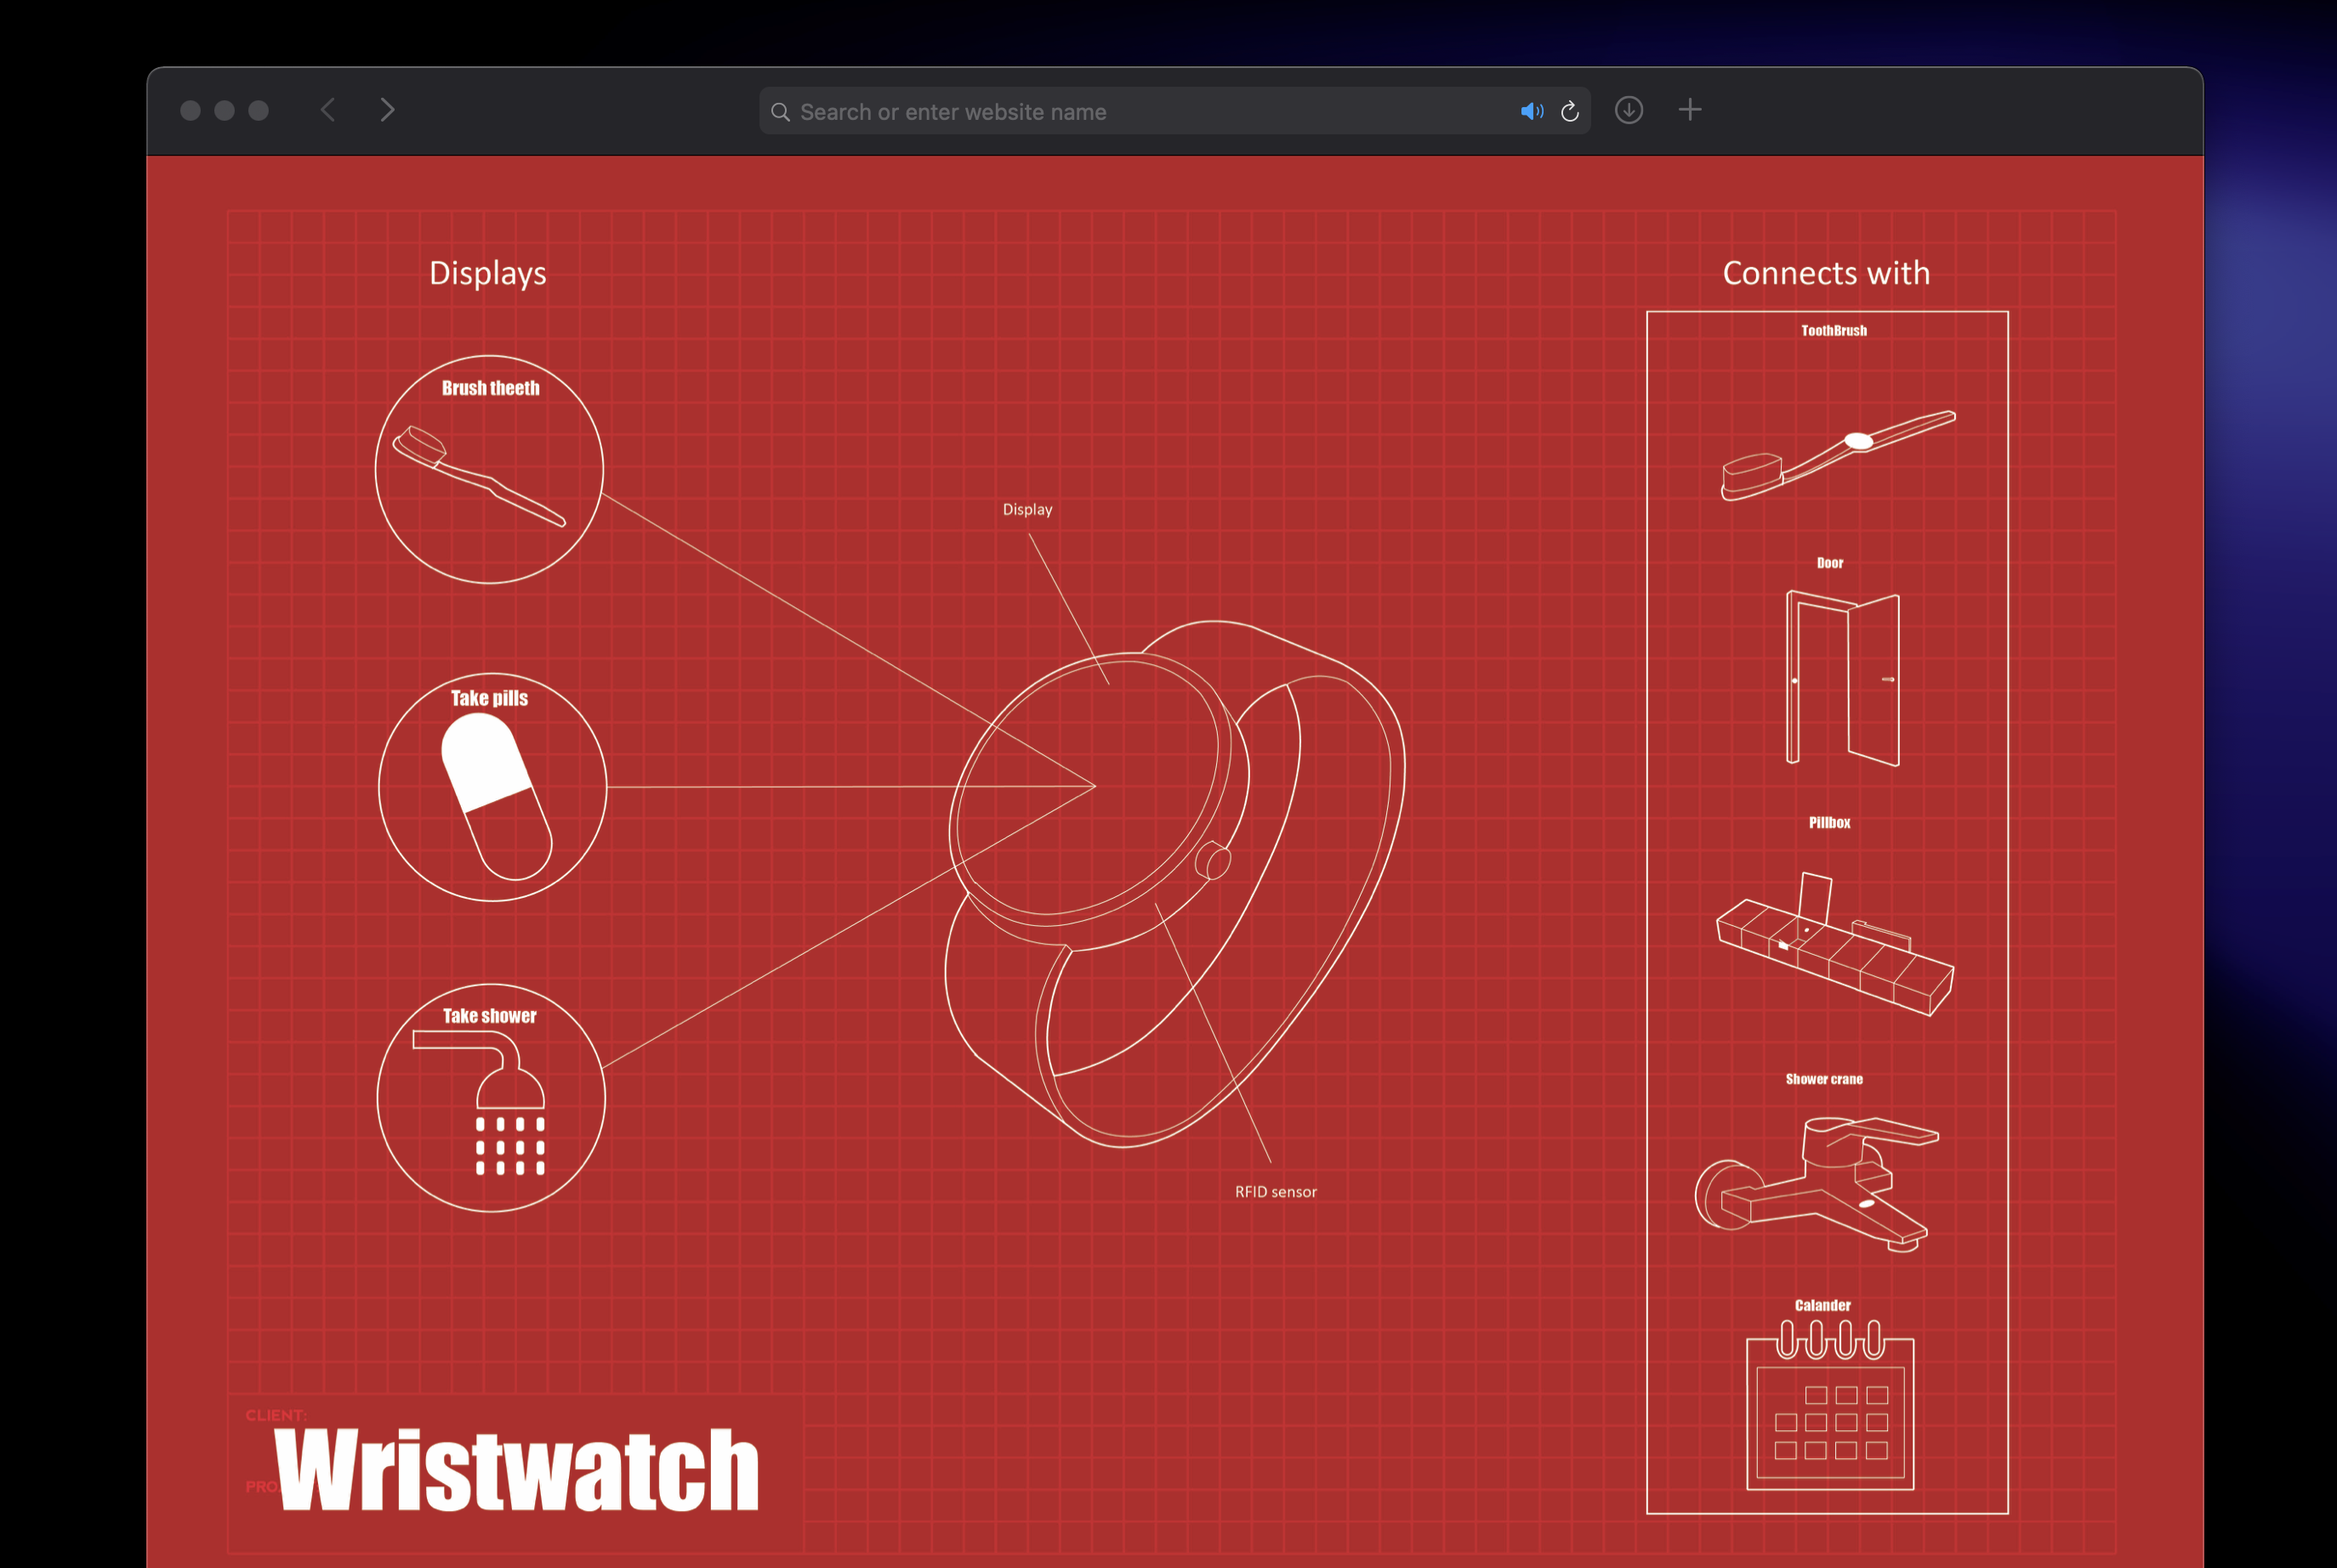 Search or enter website name
Displays
Connects with
ToothBrush
Brush theeth
Display
Door
Take pills
Pillbox
Take shower
Shower crane
RFID sensor
Calander
CLIENT:
Wristwatch